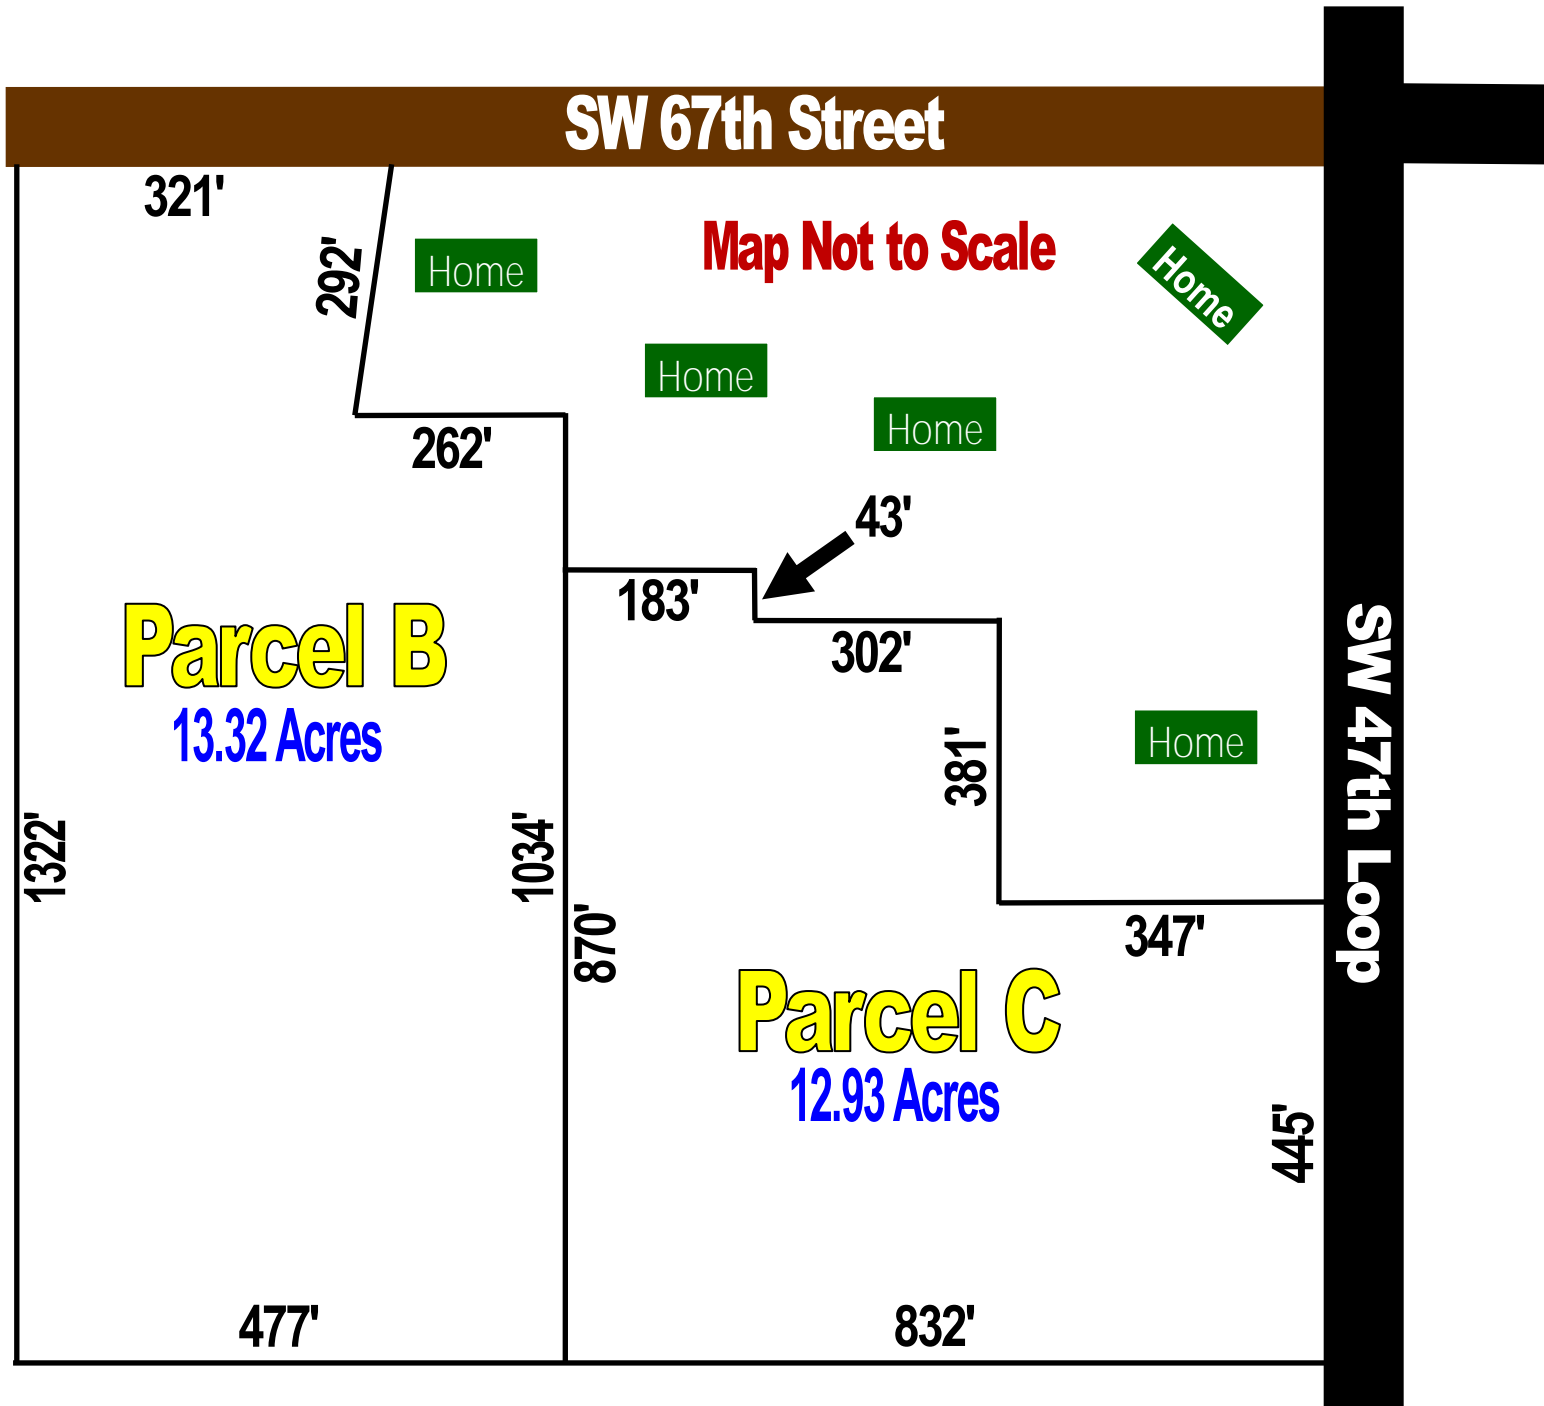 SW 67th Street
321'
292'
Map Not to Scale
Home
Home
Home
Home
262'
43'
183'
302'
Parcel B
13.32 Acres
381'
Home
SW 47th Loop
1322'
1034'
870'
347'
Parcel C
12.93 Acres
445'
477'
832'